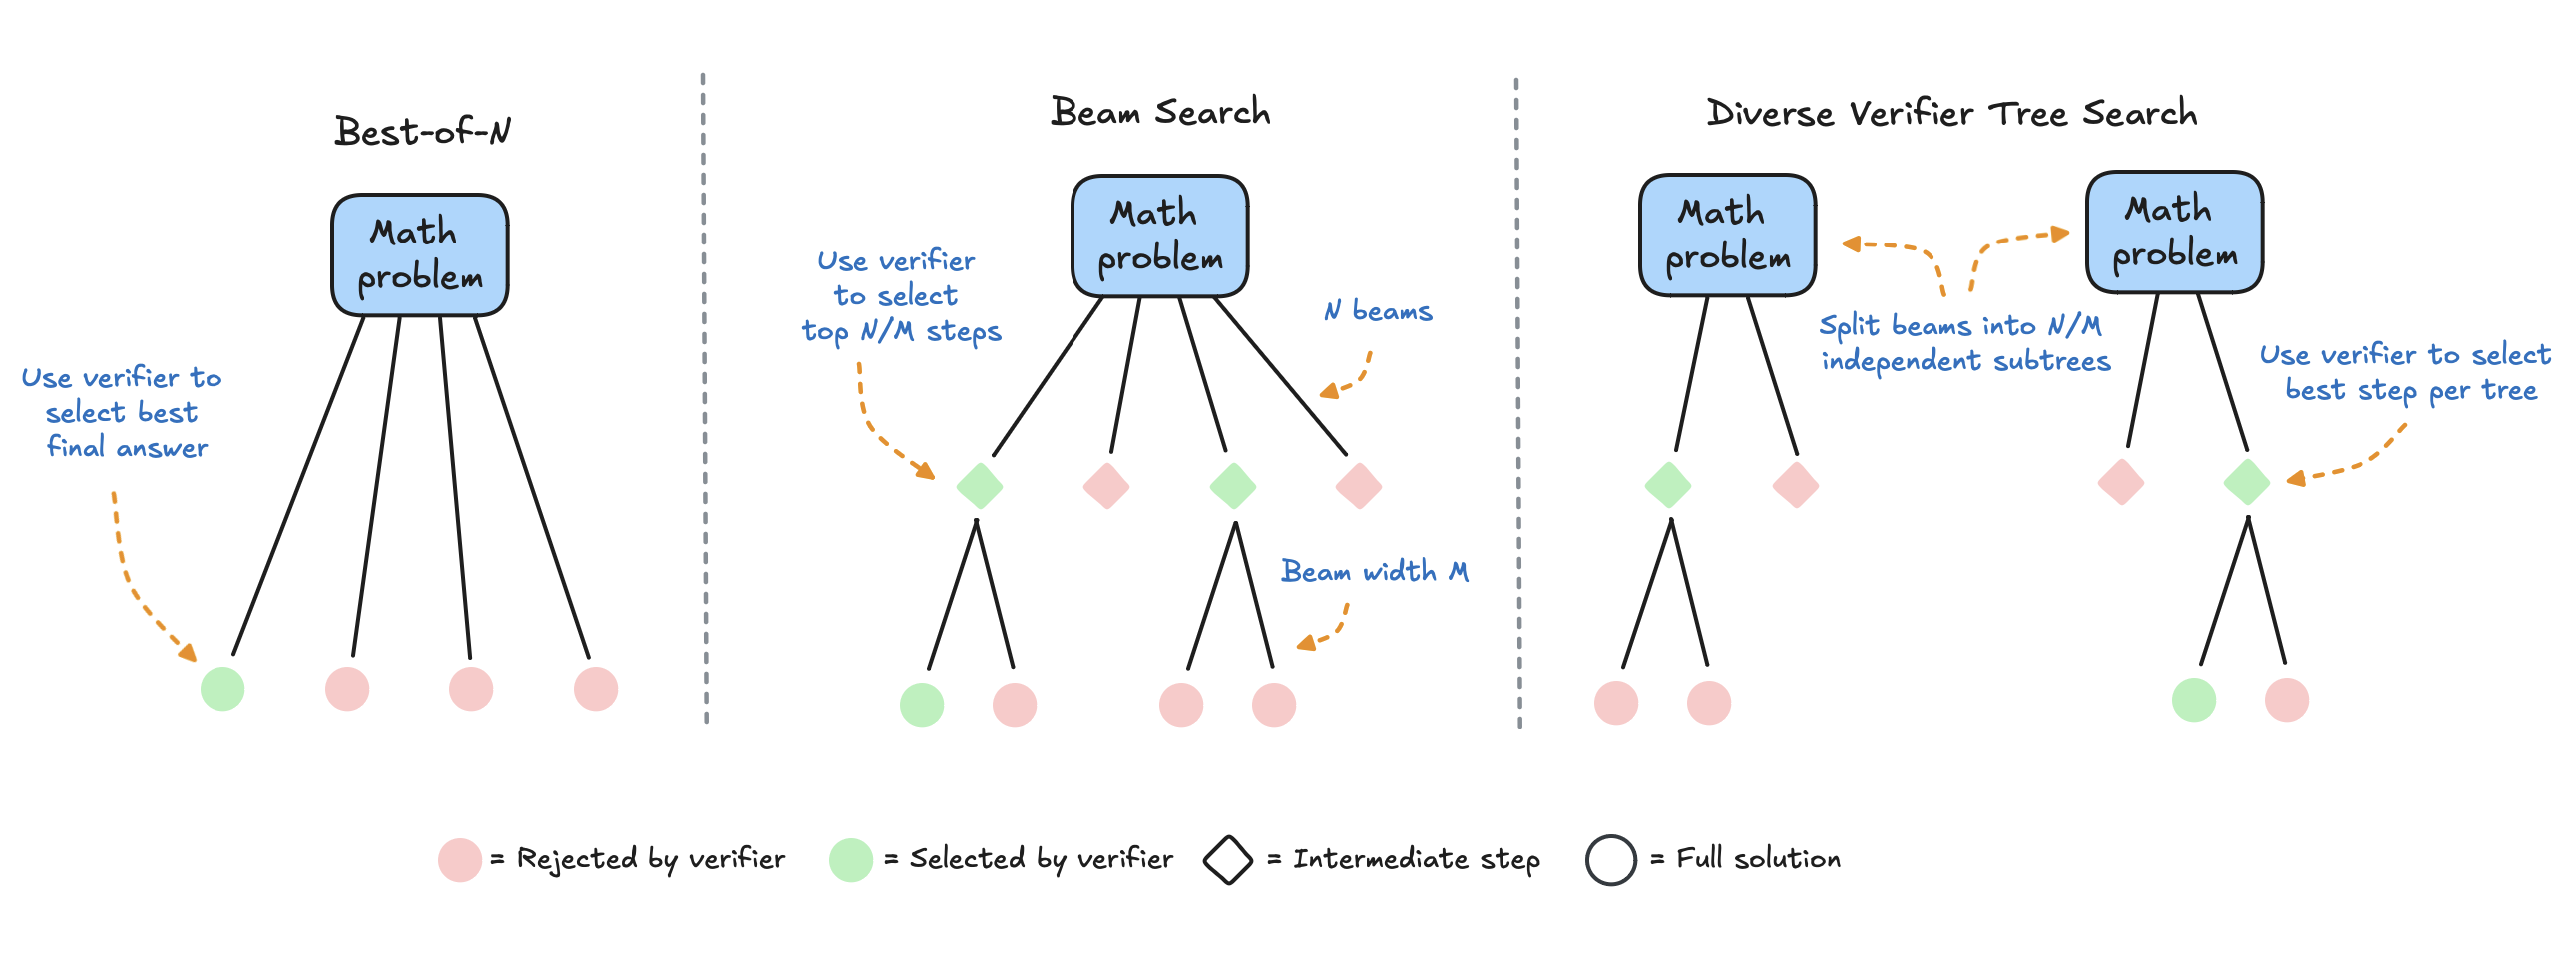 Best-of-N
Math
problem
Use verifier to
select best
final answer
Beam Search
Math
problem
Use verifier
to select
top N/M steps
N beams
Beam width M
Diverse Verifier Tree Search
Math
problem
Math
problem
Split beams into N/M
independent subtrees
Use verifier to select
best step per tree
= Rejected by verifier
= Selected by verifier
= Intermediate step
= Full solution